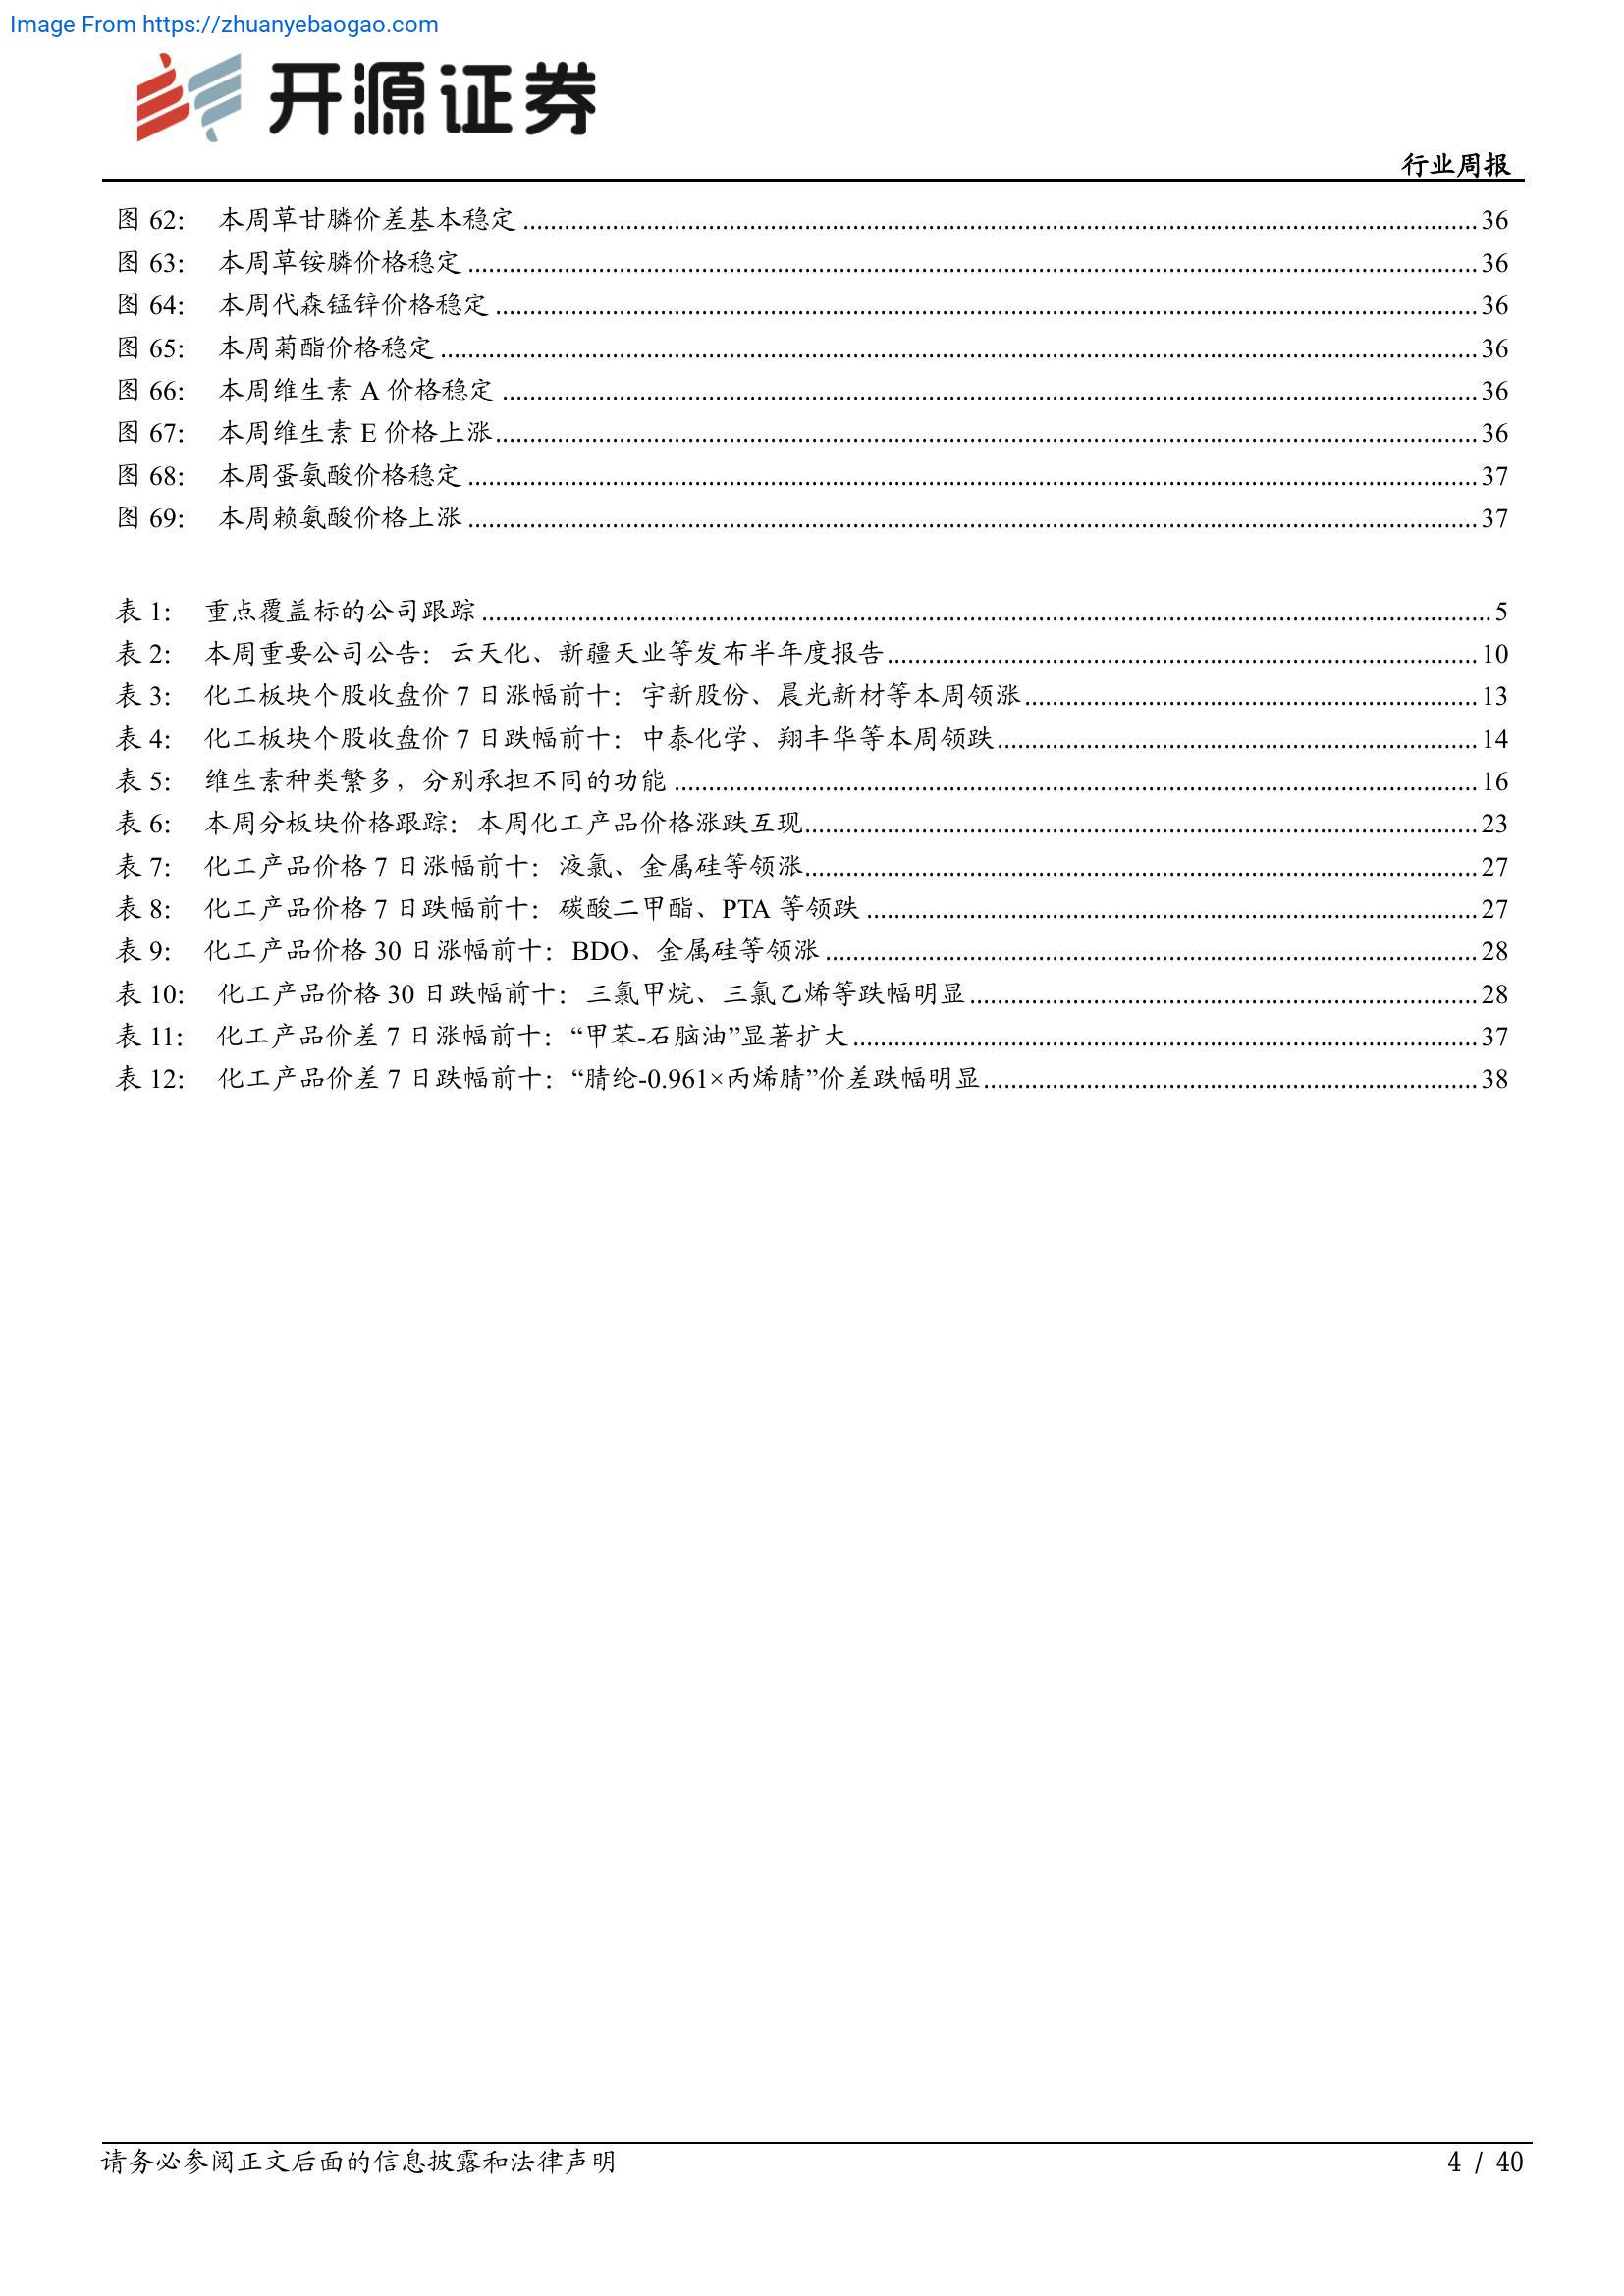 Image From https://zhuanyebaogao.com
开源证券
行业周报
图 62： 本周草甘膦价差基本稳定 36
图 63： 本周草铵膦价格稳定 36
图 64： 本周代森锰锌价格稳定 36
图 65： 本周菊酯价格稳定 36
图 66： 本周维生素 A 价格稳定 36
图 67： 本周维生素 E 价格上涨 36
图 68： 本周蛋氨酸价格稳定 37
图 69： 本周赖氨酸价格上涨 37
表 1： 重点覆盖标的公司跟踪 5
表 2： 本周重要公司公告：云天化、新疆天业等发布半年度报告 10
表 3： 化工板块个股收盘价 7 日涨幅前十：宇新股份、晨光新材等本周领涨 13
表 4： 化工板块个股收盘价 7 日跌幅前十：中泰化学、翔丰华等本周领跌 14
表 5： 维生素种类繁多，分别承担不同的功能 16
表 6： 本周分板块价格跟踪：本周化工产品价格涨跌互现 23
表 7： 化工产品价格 7 日涨幅前十：液氯、金属硅等领涨 27
表 8： 化工产品价格 7 日跌幅前十：碳酸二甲酯、PTA 等领跌 27
表 9： 化工产品价格 30 日涨幅前十：BDO、金属硅等领涨 28
表 10： 化工产品价格 30 日跌幅前十：三氯甲烷、三氯乙烯等跌幅明显 28
表 11： 化工产品价差 7 日涨幅前十：“甲苯-石脑油”显著扩大 37
表 12： 化工产品价差 7 日跌幅前十：“腈纶-0.961×丙烯腈”价差跌幅明显 38
请务必参阅正文后面的信息披露和法律声明
4 / 40